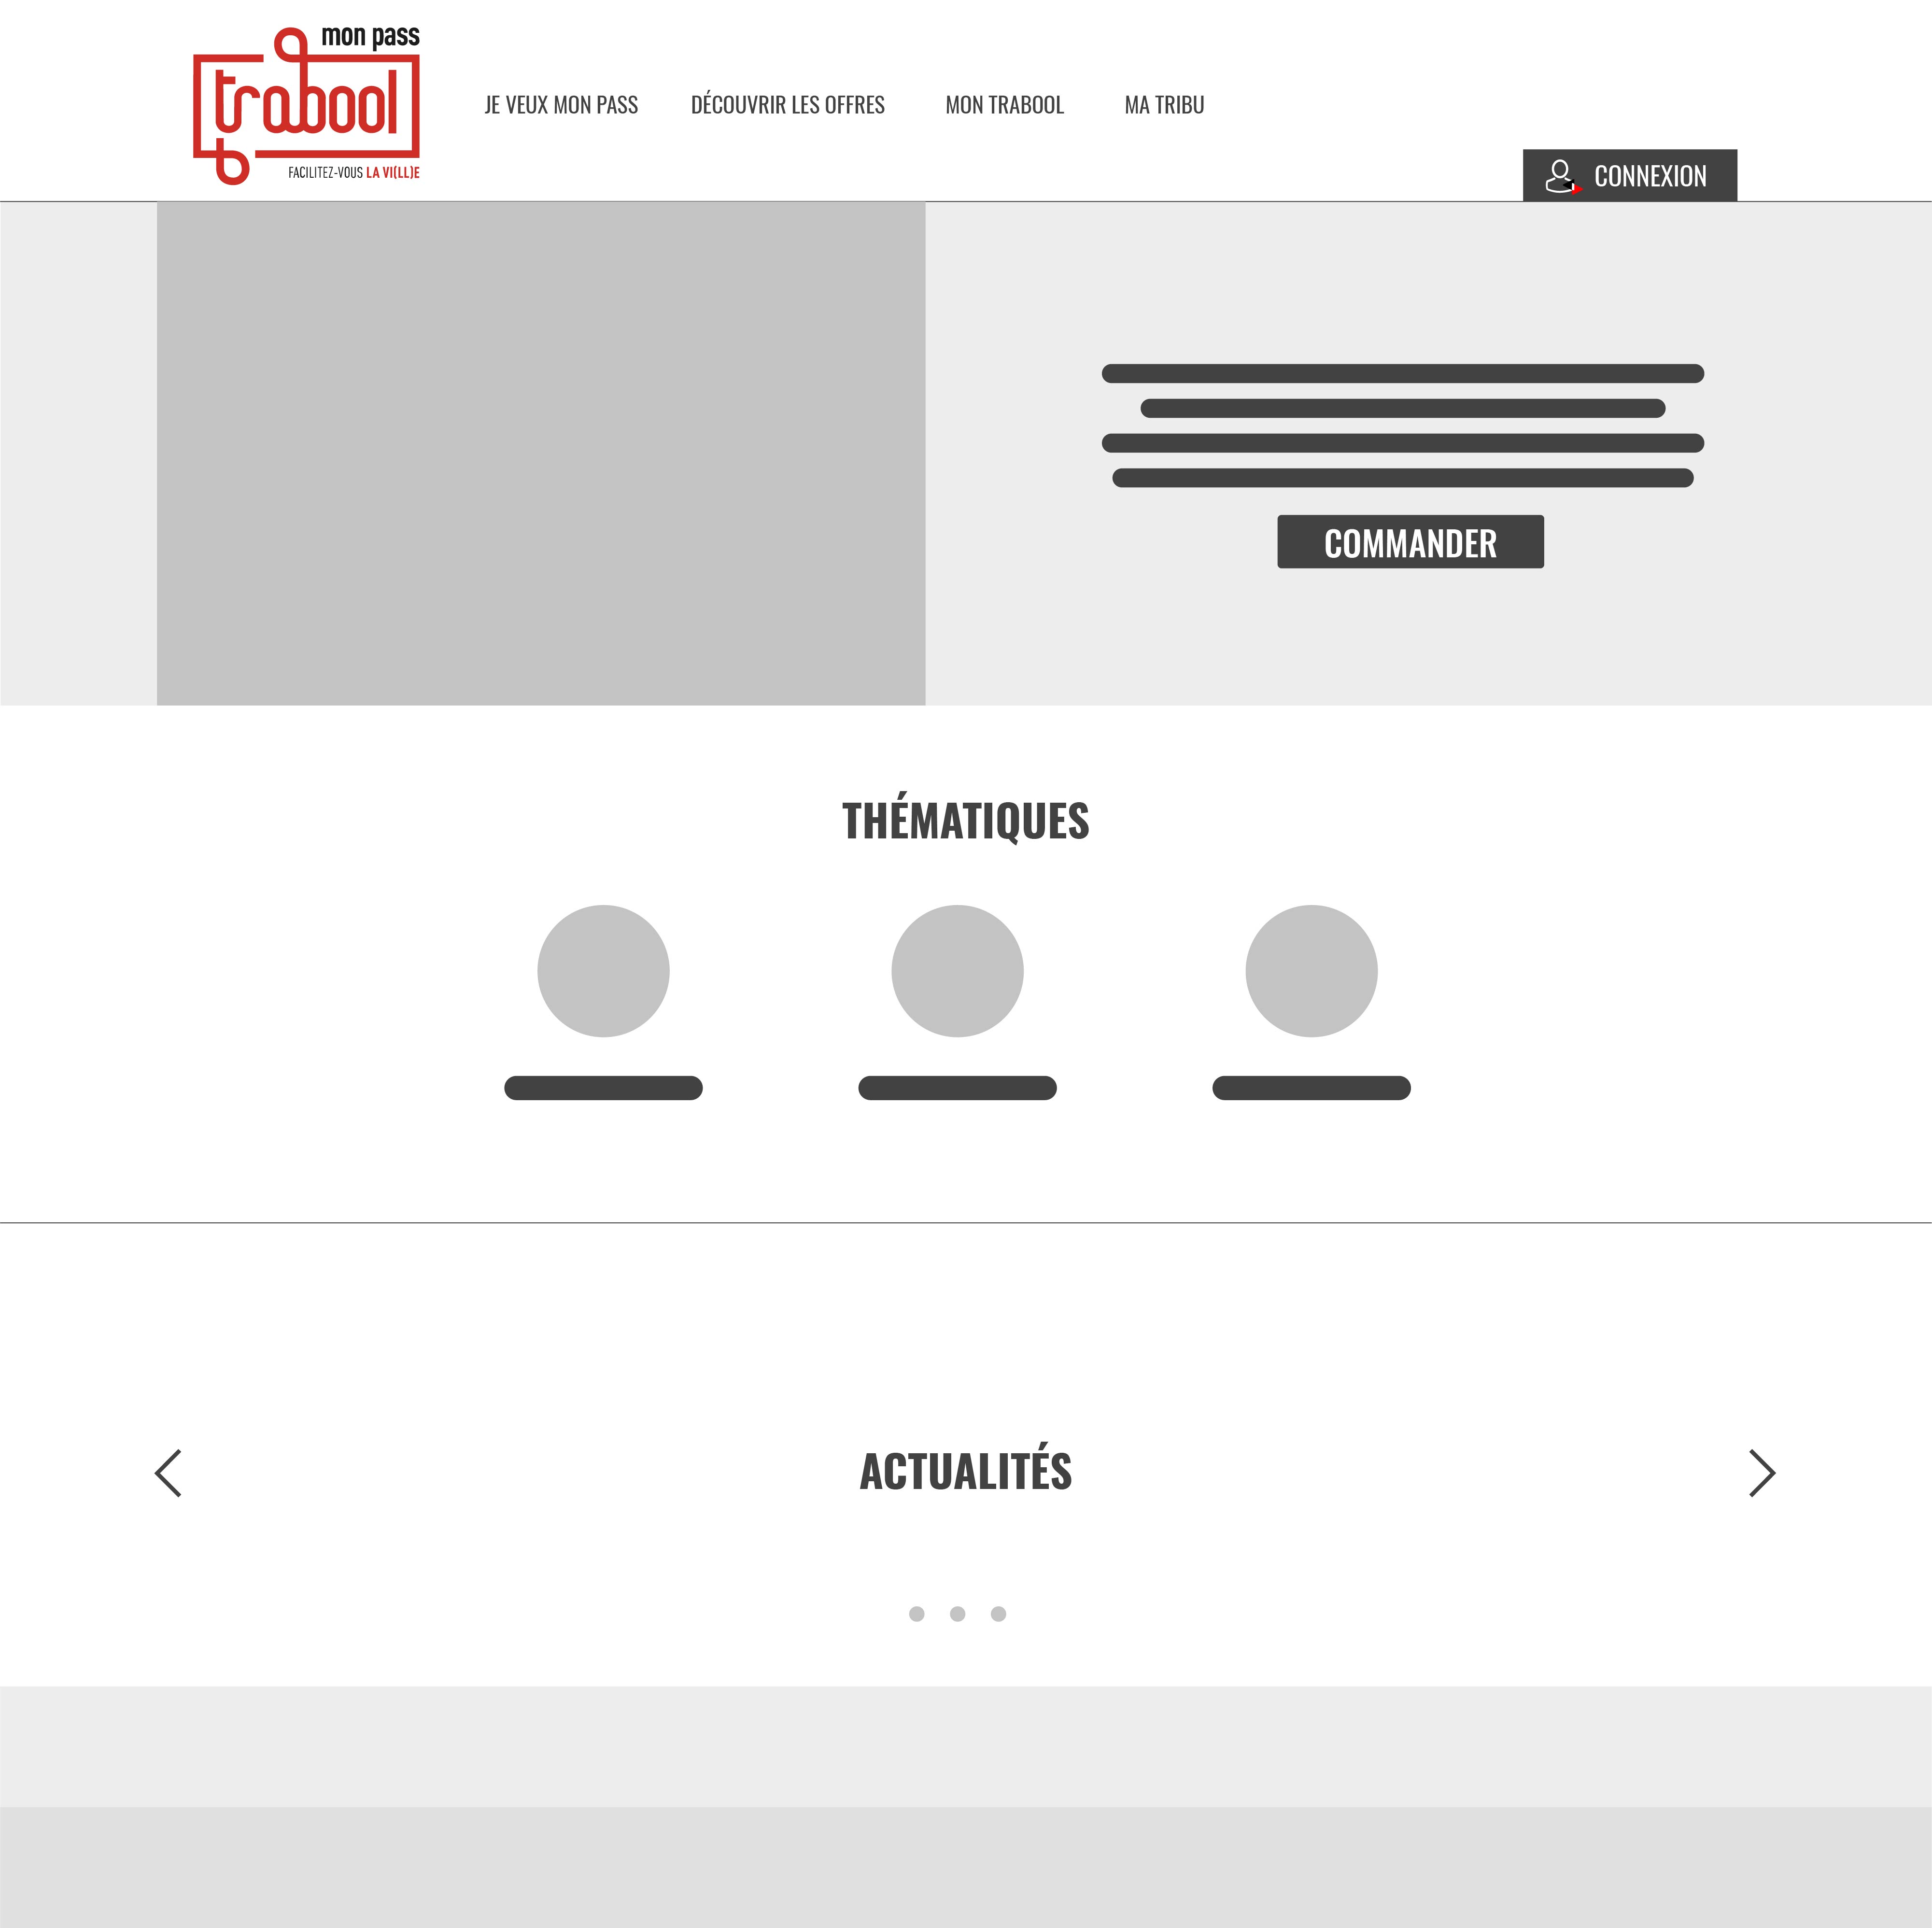 mon pass
trabool
FACILITEZ-VOUS LA VI(LL)E
JE VEUX MON PASS
DÉCOUVRIR LES OFFRES
MON TRABOOL
MA TRIBU
CONNEXION
COMMANDER
THÉMATIQUES
ACTUALITÉS